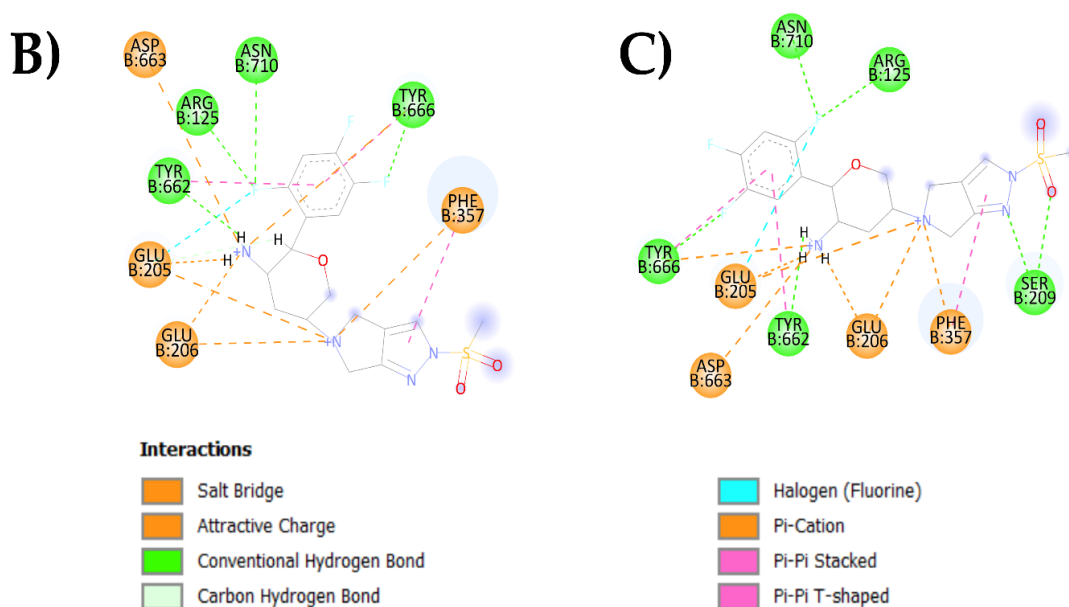 B)
ASP
B:663
ASN
B:710
ARG
B:125
TYR
B:666
TYR
B:662
PHE
B:357
GLU
B:205
GLU
B:206
F
F
F
H
H
H
+N
O
+N
N
N
S
O
O
C)
ASN
B:710
ARG
B:125
TYR
B:666
GLU
B:205
TYR
B:662
ASP
B:663
GLU
B:206
PHE
B:357
SER
B:209
F
F
F
O
H
+N
H
H
+N
N
N
S
O
O
Interactions
Salt Bridge
Attractive Charge
Conventional Hydrogen Bond
Carbon Hydrogen Bond
Halogen (Fluorine)
Pi-Cation
Pi-Pi Stacked
Pi-Pi T-shaped